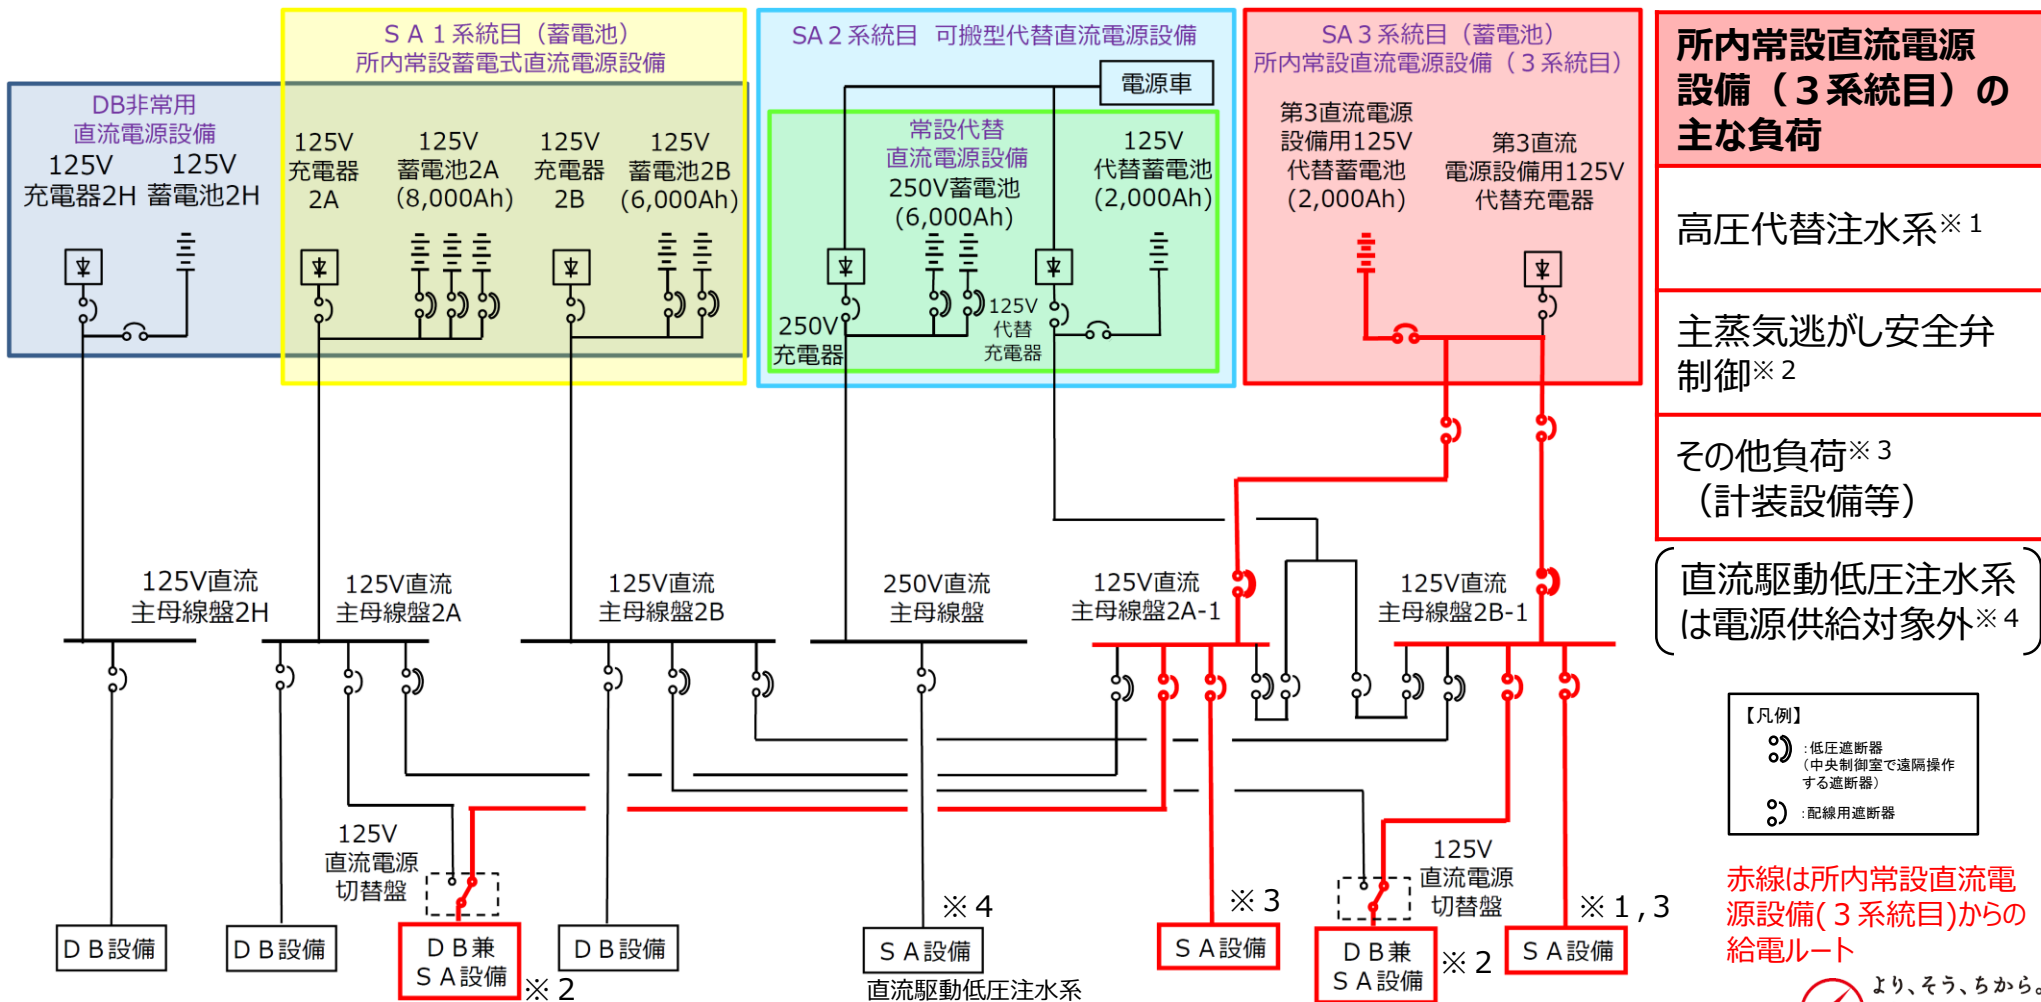 ＳＡ１系統目（蓄電池）
所内常設蓄電式直流電源設備
DB非常用
直流電源設備
125V
充電器2H
125V
蓄電池2H
125V
充電器
2A
125V
蓄電池2A
(8,000Ah)
125V
充電器
2B
125V
蓄電池2B
(6,000Ah)
SA２系統目 可搬型代替直流電源設備
電源車
常設代替
直流電源設備
250V蓄電池
(6,000Ah)
125V
代替蓄電池
(2,000Ah)
250V
充電器
125V
代替
充電器
SA３系統目（蓄電池）
所内常設直流電源設備（３系統目）
第3直流電源
設備用125V
代替蓄電池
(2,000Ah)
第3直流
電源設備用125V
代替充電器
125V直流
主母線盤2H
125V直流
主母線盤2A
125V直流
主母線盤2B
250V直流
主母線盤
125V直流
主母線盤2A-1
125V直流
主母線盤2B-1
125V
直流電源
切替盤
125V
直流電源
切替盤
ＤＢ設備
ＤＢ設備
ＤＢ兼
ＳＡ設備
※２
ＤＢ設備
※４
ＳＡ設備
直流駆動低圧注水系
※３
ＳＡ設備
ＤＢ兼
ＳＡ設備
※２
※１,３
ＳＡ設備
所内常設直流電源
設備（３系統目）の
主な負荷
高圧代替注水系※１
主蒸気逃がし安全弁
制御※２
その他負荷※３
（計装設備等）
直流駆動低圧注水系
は電源供給対象外※４
【凡例】
:低圧遮断器
（中央制御室で遠隔操作
する遮断器）
:配線用遮断器
赤線は所内常設直流電
源設備(３系統目)からの
給電ルート
より、そう、ちから。